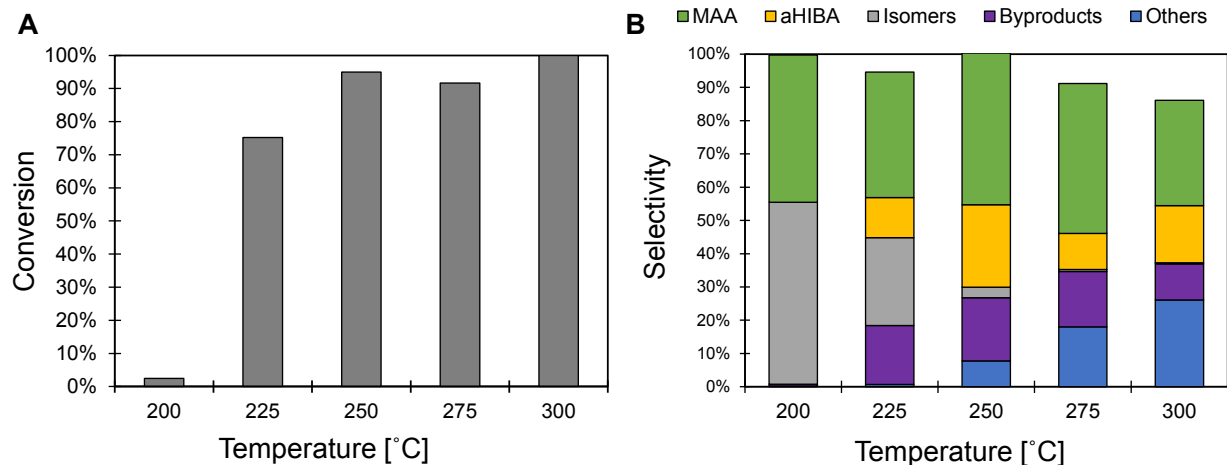 A
100%
90%
80%
70%
60%
50%
40%
30%
20%
10%
0%
Conversion
200 225 250 275 300
Temperature [˚C]
MAA aHIBA Isomers Byproducts Others
B
100%
90%
80%
70%
60%
50%
40%
30%
20%
10%
0%
Selectivity
200 225 250 275 300
Temperature [˚C]